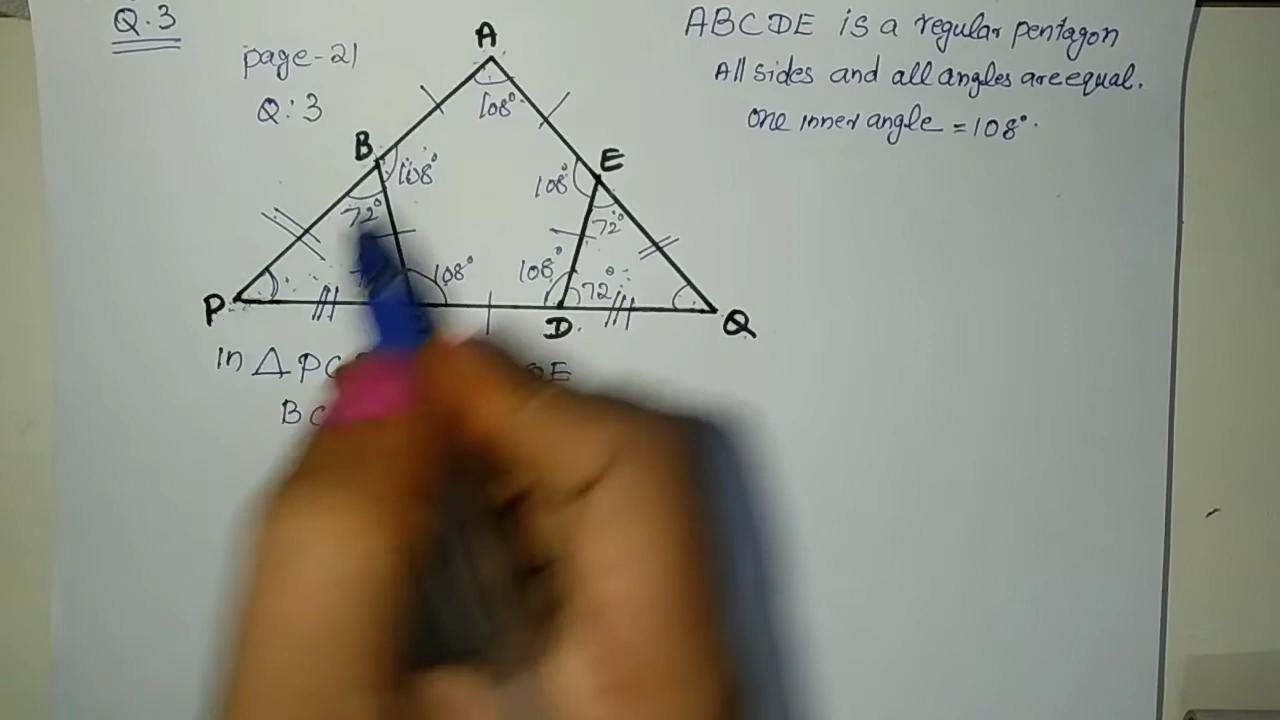 Q.3
page-21
Q:3
ABCDE is a regular pentagon
All sides and all angles are equal.
One inner angle = 108°.
A
108°
B
108°
E
108°
72°
72°
108°
108°
72°
P
D.
Q
In △PC
DE
BC